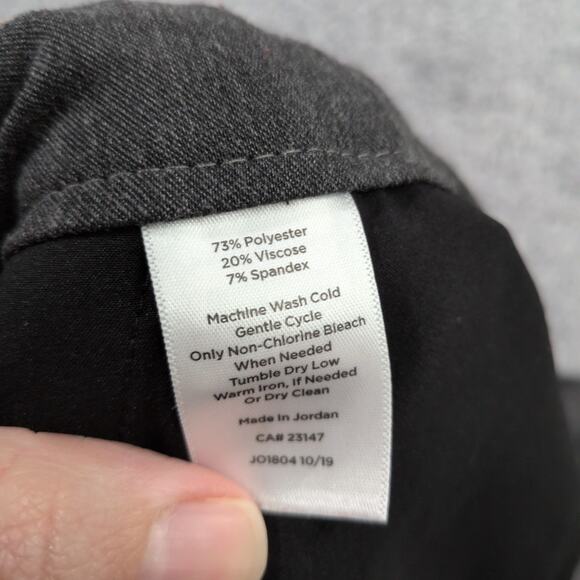 73% Polyester
20% Viscose
7% Spandex
Machine Wash Cold
Gentle Cycle
Only Non-Chlorine Bleach
When Needed
Tumble Dry Low
Warm Iron, If Needed
Or Dry Clean
Made In Jordan
CA# 23147
JO1804 10/19